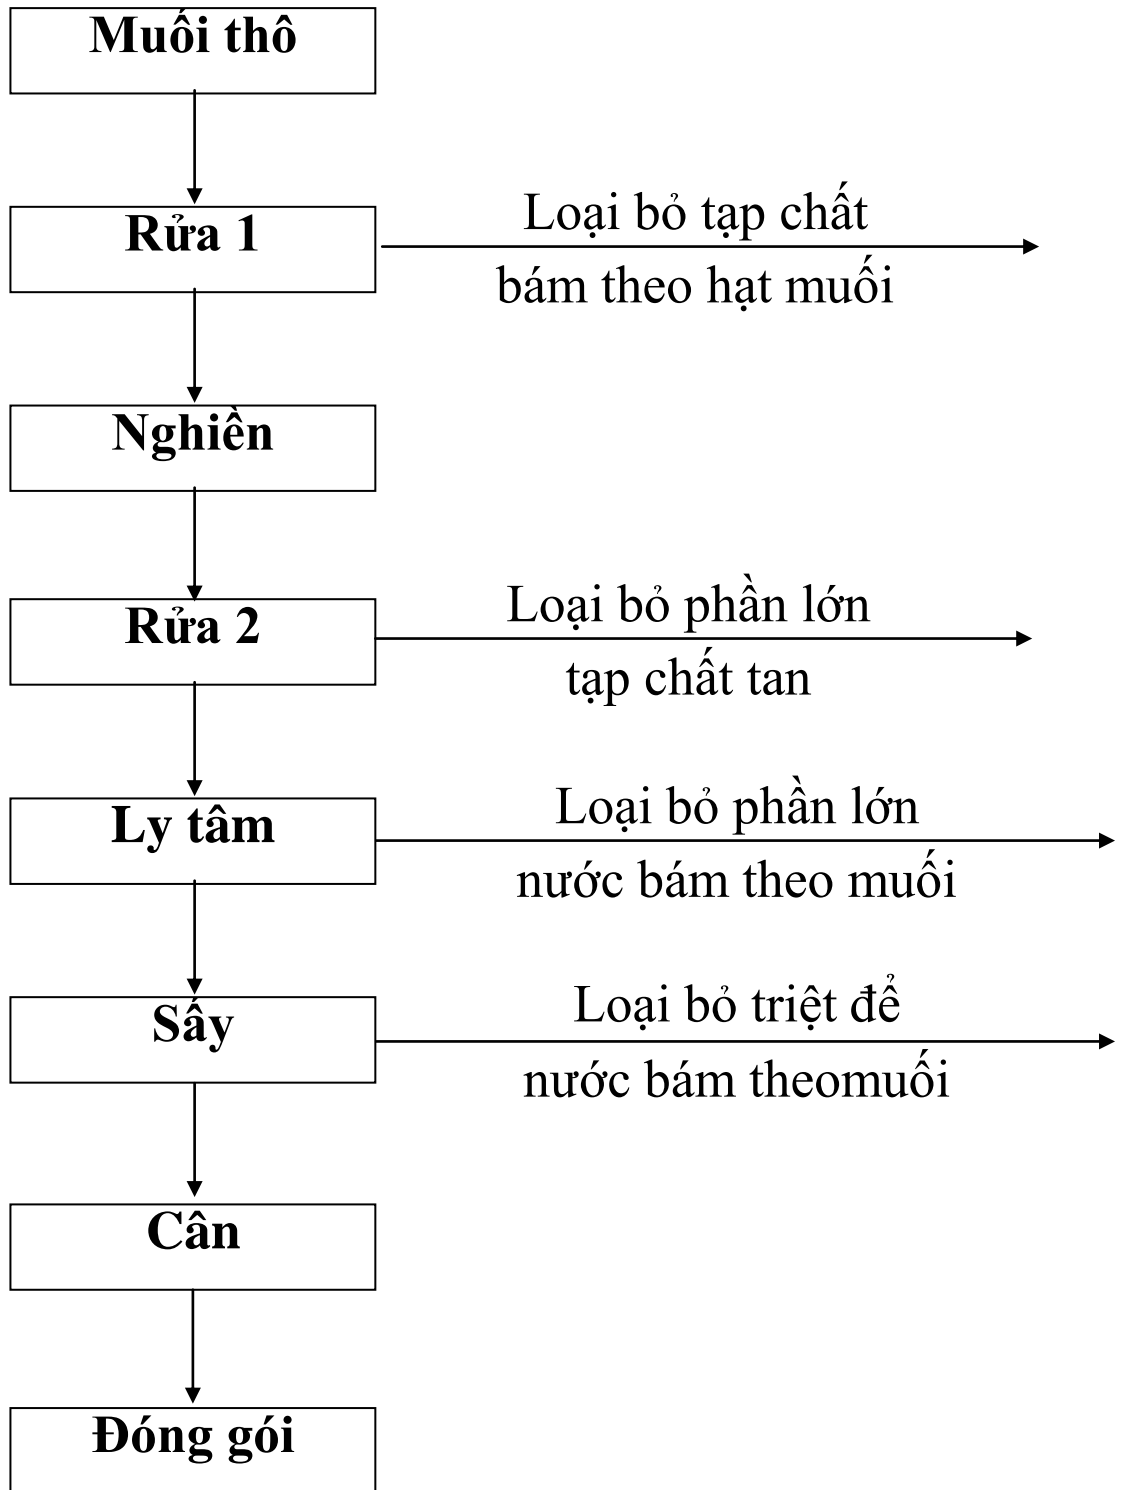 Muối thô
Rửa 1
Loại bỏ tạp chất
bám theo hạt muối
Nghiền
Rửa 2
Loại bỏ phần lớn
tạp chất tan
Ly tâm
Loại bỏ phần lớn
nước bám theo muối
Sấy
Loại bỏ triệt để
nước bám theomuối
Cân
Đóng gói